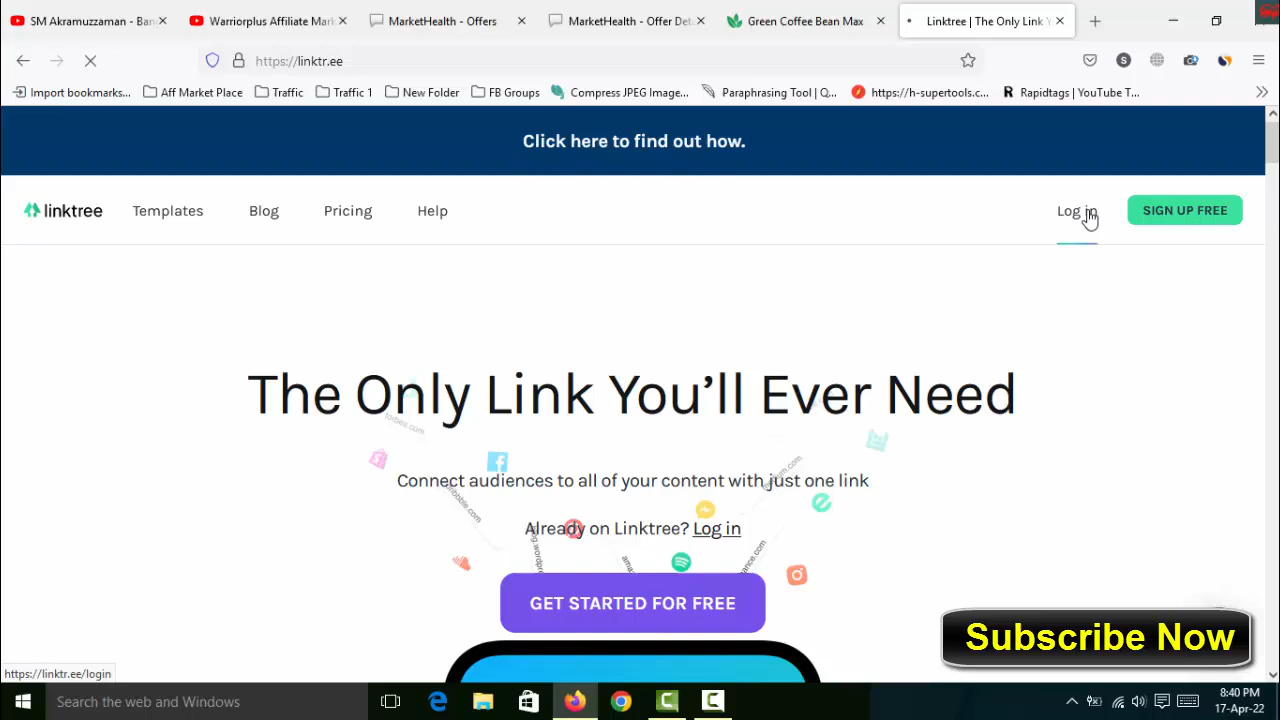 SM Akramuzzaman - Ban
Warriorplus Affiliate Mark
MarketHealth - Offers
MarketHealth - Offer Deta
Green Coffee Bean Max
Linktree | The Only Link Y
https://linktr.ee
Import bookmarks...
Aff Market Place
Traffic
Traffic 1
New Folder
FB Groups
Compress JPEG Image...
Paraphrasing Tool | Q...
https://h-supertools.c...
Rapidtags | YouTube T...
Click here to find out how.
linktree
Templates
Blog
Pricing
Help
Log in
SIGN UP FREE
The Only Link You'll Ever Need
Connect audiences to all of your content with just one link
Already on Linktree? Log in
GET STARTED FOR FREE
Subscribe Now
https://linktr.ee/login
Search the web and Windows
8:40 PM
17-Apr-22